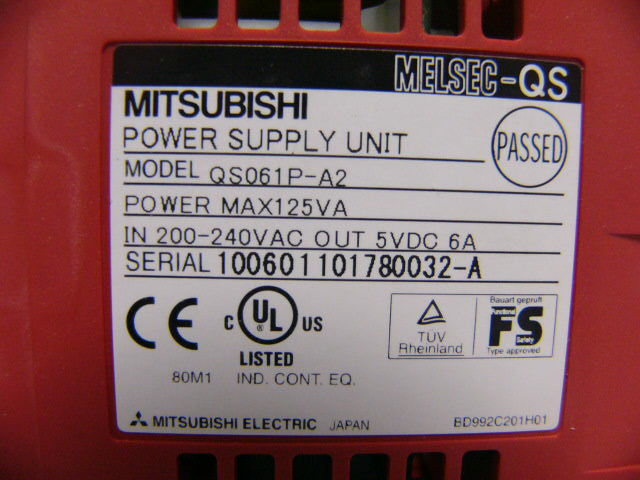 MELSEC-QS
MITSUBISHI
POWER SUPPLY UNIT
PASSED
MODEL QS061P-A2
POWER MAX125VA
IN 200-240VAC OUT 5VDC 6A
SERIAL 100601101780032-A
CE
C UL US
LISTED
80M1 IND. CONT. EQ.
TÜV
Rheinland
Bauart geprüft
Functional
FS
Safety
Type approved
MITSUBISHI ELECTRIC JAPAN
BD992C201H01